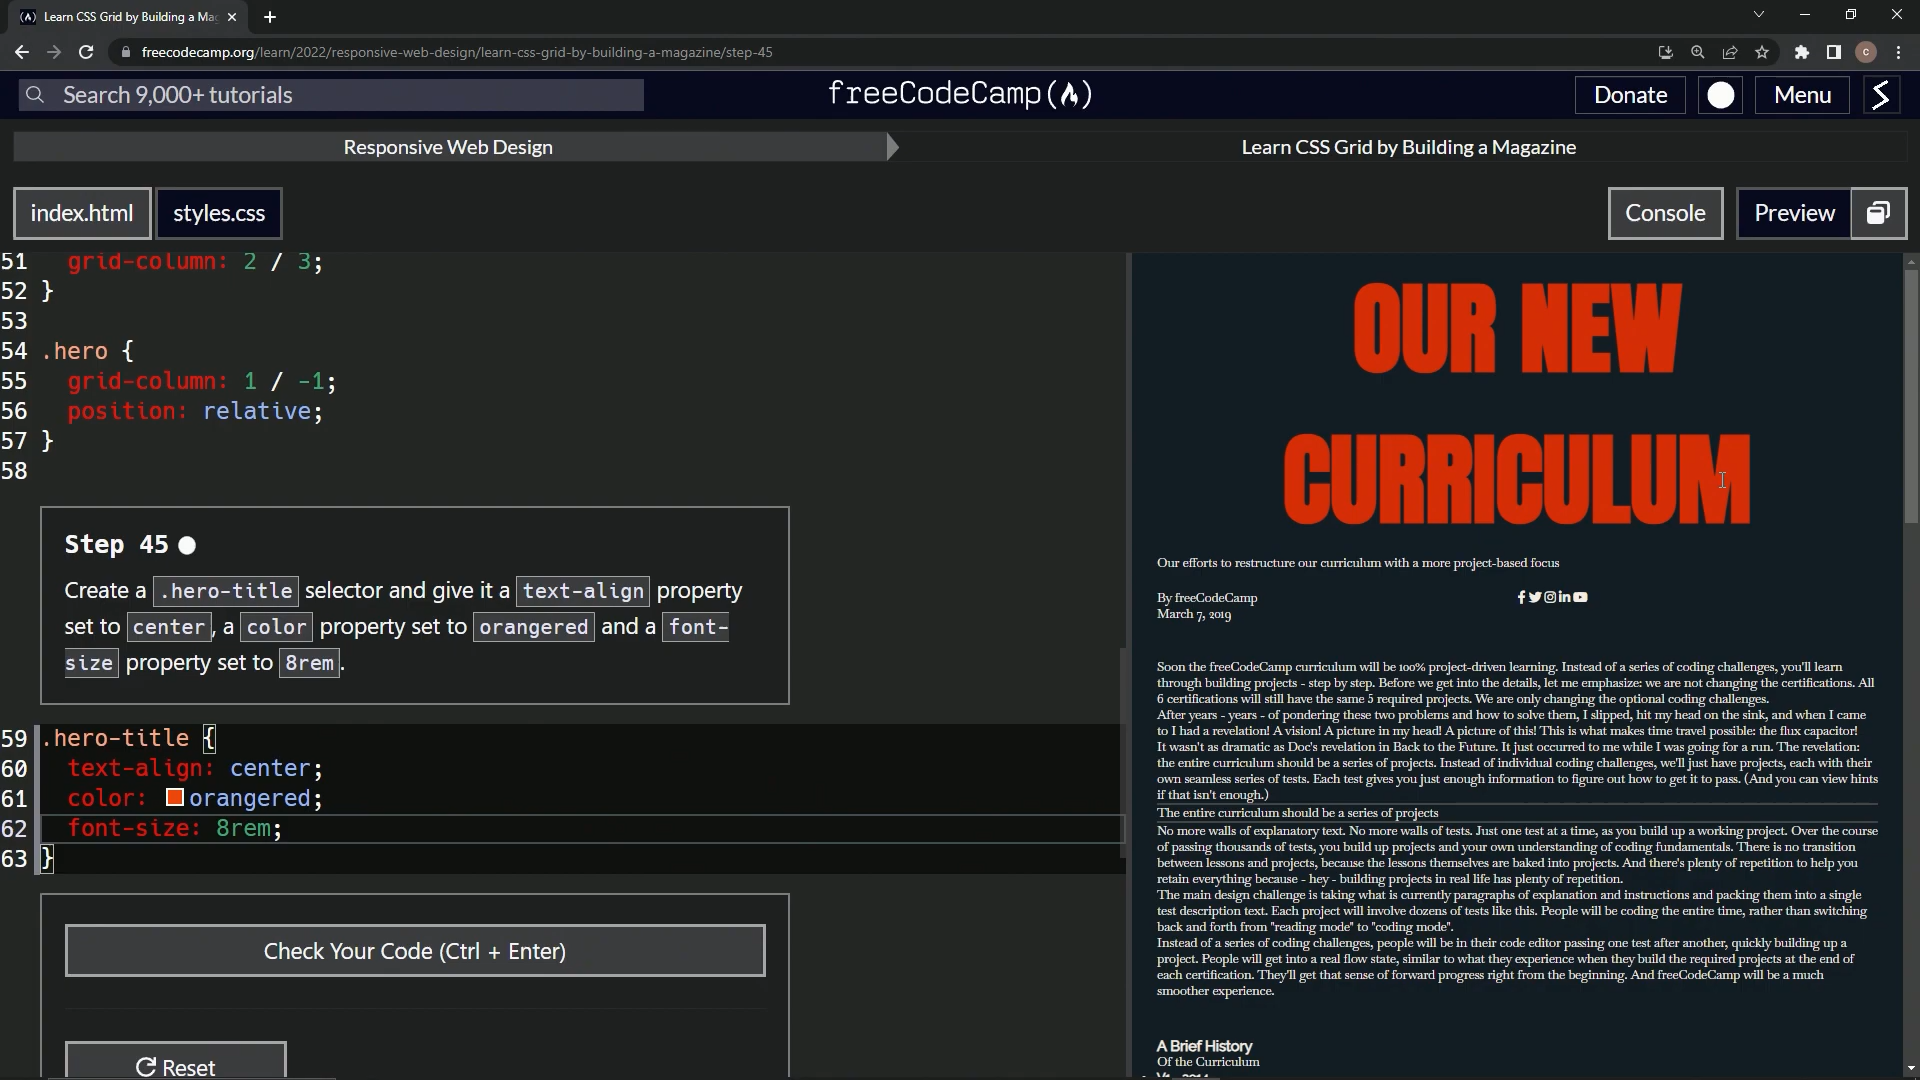 Learn CSS Grid by Building a Mag
freecodecamp.org/learn/2022/responsive-web-design/learn-css-grid-by-building-a-magazine/step-45
C
Search 9,000+ tutorials
freeCodeCamp
Donate
Menu
Responsive Web Design
Learn CSS Grid by Building a Magazine
index.html
styles.css
Console
Preview
51 grid-column: 2 / 3;
52 }
53
54 .hero {
55 grid-column: 1 / -1;
56 position: relative;
57 }
58
Step 45
Create a .hero-title selector and give it a text-align property
set to center, a color property set to orangered and a font-
size property set to 8rem.
59 .hero-title {
60 text-align: center;
61 color: orangered;
62 font-size: 8rem;
63 }
Check Your Code (Ctrl + Enter)
Reset
OUR NEW
CURRICULUM
Our efforts to restructure our curriculum with a more project-based focus
By freeCodeCamp
March 7, 2019
Soon the freeCodeCamp curriculum will be 100% project-driven learning. Instead of a series of coding challenges, you'll learn
through building projects - step by step. Before we get into the details, let me emphasize: we are not changing the certifications. All
6 certifications will still have the same 5 required projects. We are only changing the optional coding challenges.
After years - years - of pondering these two problems and how to solve them, I slipped, hit my head on the sink, and when I came
to I had a revelation! A vision! A picture in my head! A picture of this! This is what makes time travel possible: the flux capacitor!
It wasn't as dramatic as Doc's revelation in Back to the Future. It just occurred to me while I was going for a run. The revelation:
the entire curriculum should be a series of projects. Instead of individual coding challenges, we'll just have projects, each with their
own seamless series of tests. Each test gives you just enough information to figure out how to get it to pass. (And you can view hints
if that isn't enough.)
The entire curriculum should be a series of projects
No more walls of explanatory text. No more walls of tests. Just one test at a time, as you build up a working project. Over the course
of passing thousands of tests, you build up projects and your own understanding of coding fundamentals. There is no transition
between lessons and projects, because the lessons themselves are baked into projects. And there's plenty of repetition to help you
retain everything because - hey - building projects in real life has plenty of repetition.
The main design challenge is taking what is currently paragraphs of explanation and instructions and packing them into a single
test description text. Each project will involve dozens of tests like this. People will be coding the entire time, rather than switching
back and forth from "reading mode" to "coding mode".
Instead of a series of coding challenges, people will be in their code editor passing one test after another, quickly building up a
project. People will get into a real flow state, similar to what they experience when they build the required projects at the end of
each certification. They'll get that sense of forward progress right from the beginning. And freeCodeCamp will be a much
smoother experience.
A Brief History
Of the Curriculum